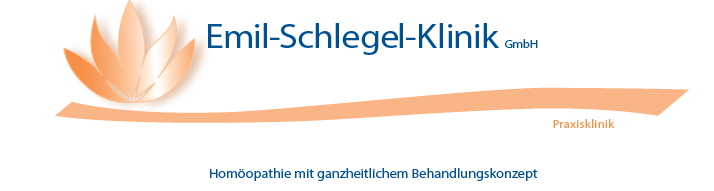 Emil-Schlegel-Klinik GmbH
Praxisklinik
Homöopathie mit ganzheitlichem Behandlungskonzept